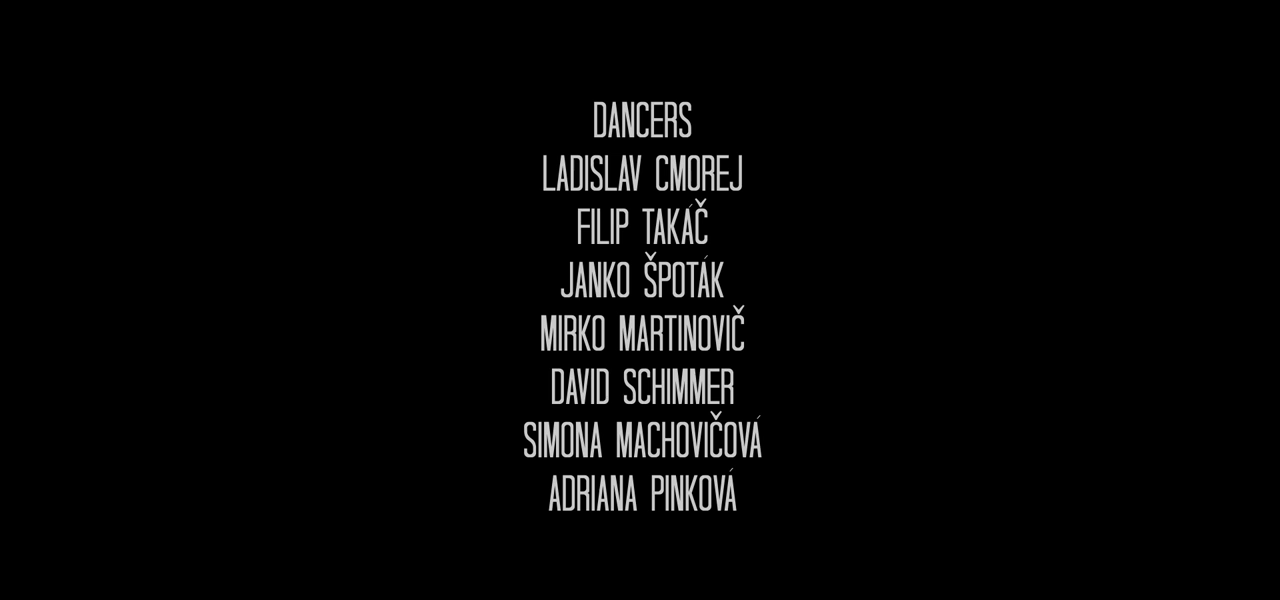 DANCERS
LADISLAV CMOREJ
FILIP TAKÁČ
JANKO ŠPOTÁK
MIRKO MARTINOVIČ
DAVID SCHIMMER
SIMONA MACHOVIČOVÁ
ADRIANA PINKOVÁ